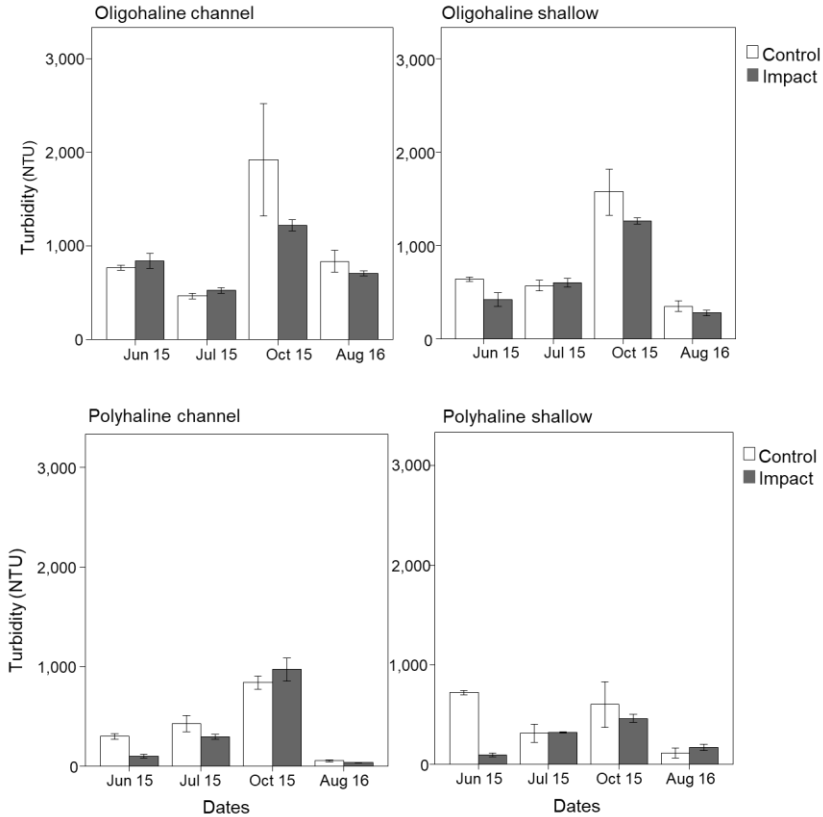 Oligohaline channel
3,000
2,000
1,000
0
Turbidity (NTU)
Jun 15 Jul 15 Oct 15 Aug 16
Oligohaline shallow
3,000
2,000
1,000
0
Jun 15 Jul 15 Oct 15 Aug 16
Control
Impact
Polyhaline channel
3,000
2,000
1,000
0
Turbidity (NTU)
Jun 15 Jul 15 Oct 15 Aug 16
Dates
Polyhaline shallow
3,000
2,000
1,000
0
Jun 15 Jul 15 Oct 15 Aug 16
Dates
Control
Impact